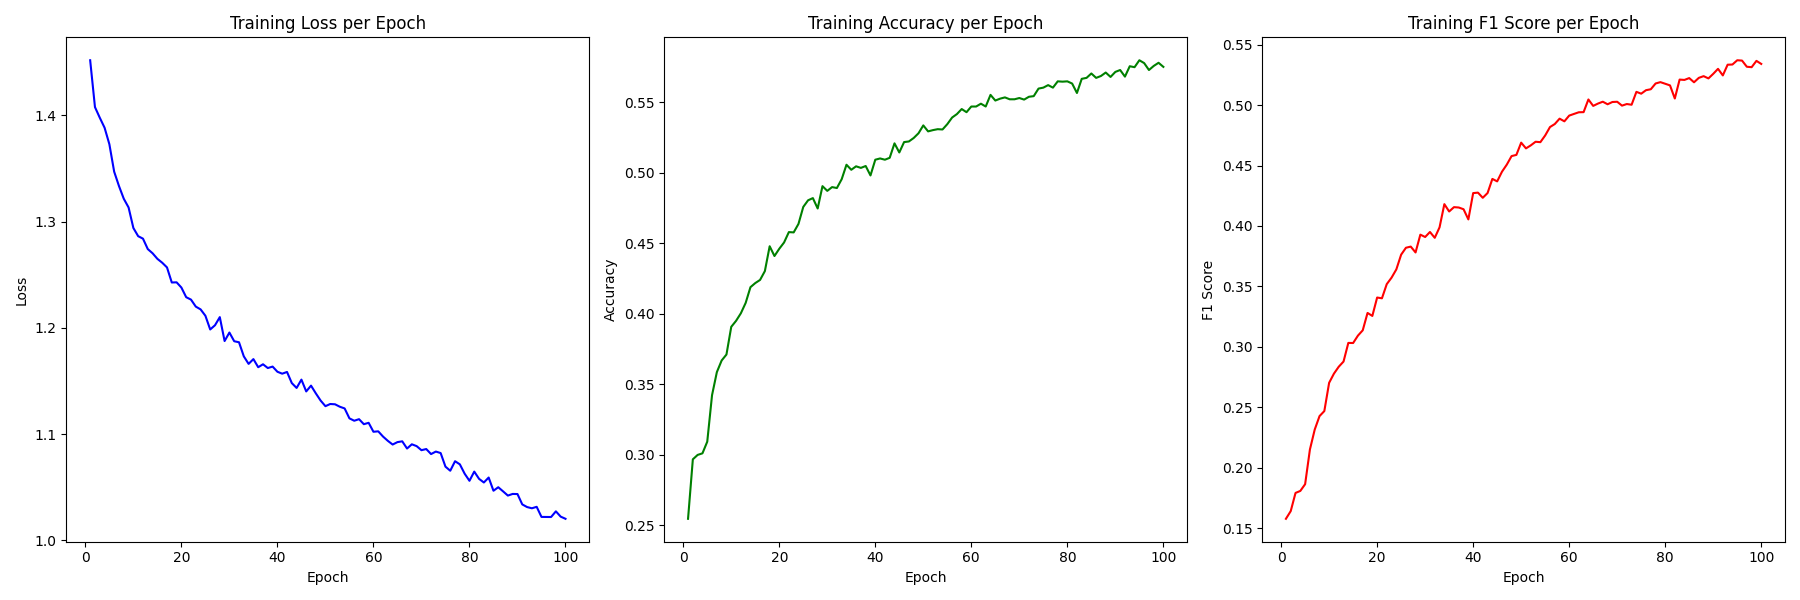 Training Loss per Epoch
Loss
1.4
1.3
1.2
1.1
1.0
0 20 40 60 80 100
Epoch
Training Accuracy per Epoch
Accuracy
0.55
0.50
0.45
0.40
0.35
0.30
0.25
0 20 40 60 80 100
Epoch
Training F1 Score per Epoch
F1 Score
0.55
0.50
0.45
0.40
0.35
0.30
0.25
0.20
0.15
0 20 40 60 80 100
Epoch